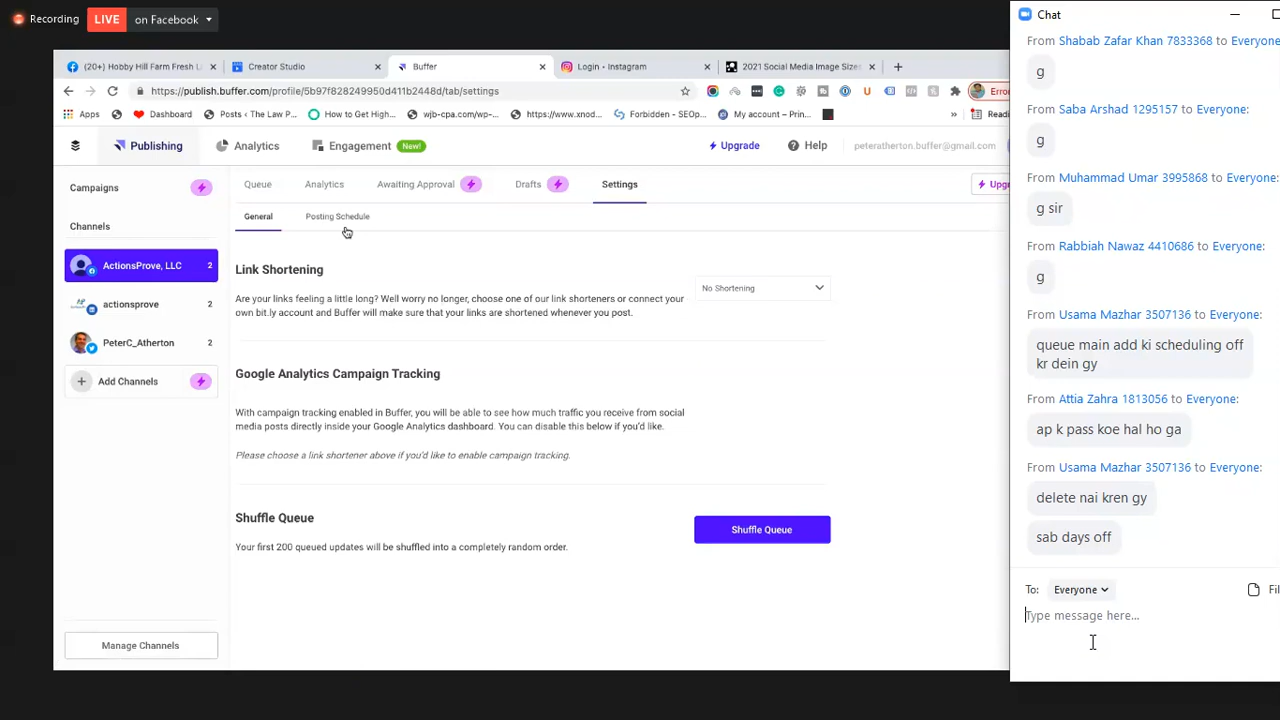 Recording
LIVE on Facebook
(20+) Hobby Hill Farm Fresh L
Creator Studio
Buffer
Login • Instagram
2021 Social Media Image Sizes
https://publish.buffer.com/profile/5b97f828249950d411b2448d/tab/settings
Error
Apps
Dashboard
Posts ‹ The Law P...
How to Get High...
wjb-cpa.com/wp-...
https://www.xnod...
Forbidden - SEOp...
My account – Prin...
»
Readi
Publishing
Analytics
Engagement
New!
Upgrade
Help
peteratherton.buffer@gmail.com
Campaigns
Channels
ActionsProve, LLC 2
actionsprove 2
PeterC_Atherton 2
+ Add Channels
Manage Channels
Queue
Analytics
Awaiting Approval
Drafts
Settings
Upg
General
Posting Schedule
Link Shortening
Are your links feeling a little long? Well worry no longer, choose one of our link shorteners or connect your
own bit.ly account and Buffer will make sure that your links are shortened whenever you post.
No Shortening
Google Analytics Campaign Tracking
With campaign tracking enabled in Buffer, you will be able to see how much traffic you receive from social
media posts directly inside your Google Analytics dashboard. You can disable this below if you'd like.
Please choose a link shortener above if you'd like to enable campaign tracking.
Shuffle Queue
Your first 200 queued updates will be shuffled into a completely random order.
Shuffle Queue
Chat
From Shabab Zafar Khan 7833368 to Everyone
g
From Saba Arshad 1295157 to Everyone:
g
From Muhammad Umar 3995868 to Everyone:
g sir
From Rabbiah Nawaz 4410686 to Everyone:
g
From Usama Mazhar 3507136 to Everyone:
queue main add ki scheduling off
kr dein gy
From Attia Zahra 1813056 to Everyone:
ap k pass koe hal ho ga
From Usama Mazhar 3507136 to Everyone:
delete nai kren gy
sab days off
To: Everyone
Fil
Type message here...